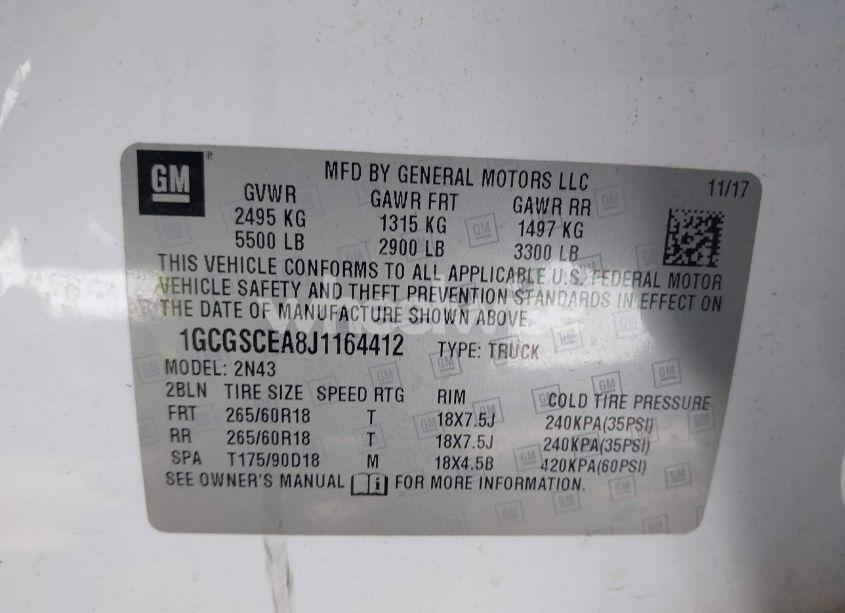 GM
MFD BY GENERAL MOTORS LLC 11/17
GVWR GAWR FRT GAWR RR
2495 KG 1315 KG 1497 KG
5500 LB 2900 LB 3300 LB
THIS VEHICLE CONFORMS TO ALL APPLICABLE U.S. FEDERAL MOTOR
VEHICLE SAFETY AND THEFT PREVENTION STANDARDS IN EFFECT ON
THE DATE OF MANUFACTURE SHOWN ABOVE.
1GCGSCEA8J1164412 TYPE: TRUCK
MODEL: 2N43
2BLN TIRE SIZE SPEED RTG RIM COLD TIRE PRESSURE
FRT 265/60R18 T 18X7.5J 240KPA(35PSI)
RR 265/60R18 T 18X7.5J 240KPA(35PSI)
SPA T175/90D18 M 18X4.5B 420KPA(60PSI)
SEE OWNER'S MANUAL i FOR MORE INFORMATION.